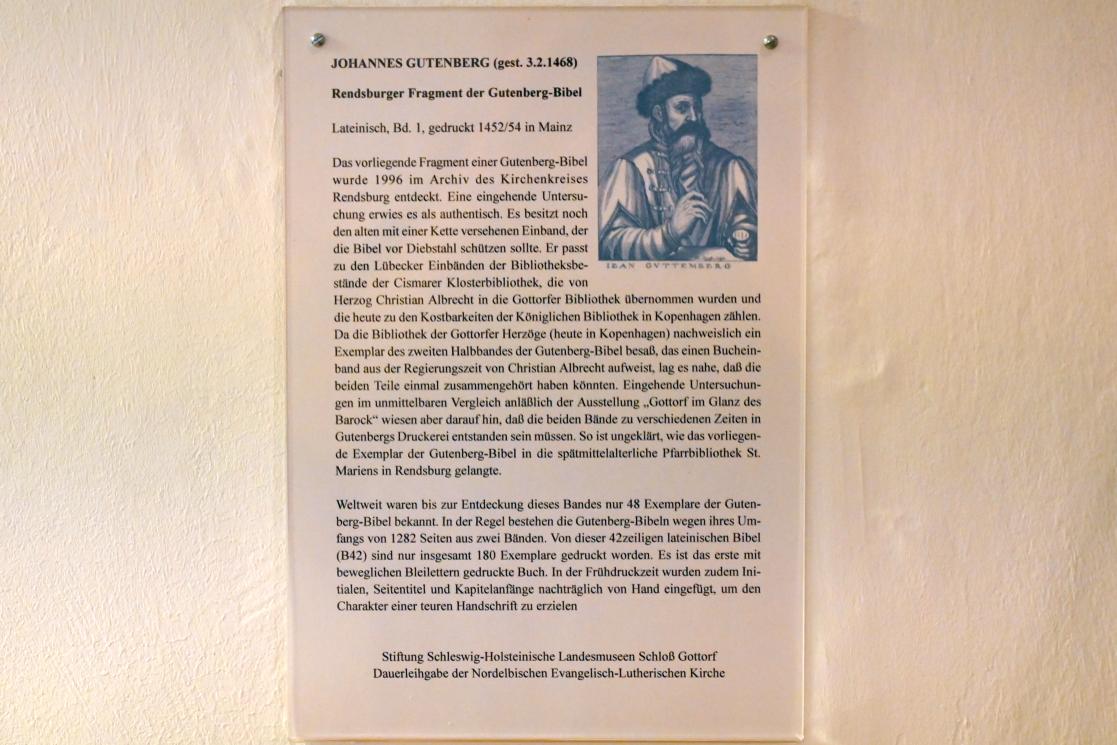 JOHANNES GUTENBERG (gest. 3.2.1468)
Rendsburger Fragment der Gutenberg-Bibel
Lateinisch, Bd. 1, gedruckt 1452/54 in Mainz
Das vorliegende Fragment einer Gutenberg-Bibel
wurde 1996 im Archiv des Kirchenkreises
Rendsburg entdeckt. Eine eingehende Untersu-
chung erwies es als authentisch. Es besitzt noch
den alten mit einer Kette versehenen Einband, der
die Bibel vor Diebstahl schützen sollte. Er passt
zu den Lübecker Einbänden der Bibliotheksbe-
stände der Cismarer Klosterbibliothek, die von
Herzog Christian Albrecht in die Gottorfer Bibliothek übernommen wurden und
die heute zu den Kostbarkeiten der Königlichen Bibliothek in Kopenhagen zählen.
Da die Bibliothek der Gottorfer Herzöge (heute in Kopenhagen) nachweislich ein
Exemplar des zweiten Halbbandes der Gutenberg-Bibel besaß, das einen Buchein-
band aus der Regierungszeit von Christian Albrecht aufweist, lag es nahe, daß die
beiden Teile einmal zusammengehört haben könnten. Eingehende Untersuchun-
gen im unmittelbaren Vergleich anläßlich der Ausstellung „Gottorf im Glanz des
Barock“ wiesen aber darauf hin, daß die beiden Bände zu verschiedenen Zeiten in
Gutenbergs Druckerei entstanden sein müssen. So ist ungeklärt, wie das vorliegen-
de Exemplar der Gutenberg-Bibel in die spätmittelalterliche Pfarrbibliothek St.
Mariens in Rendsburg gelangte.
Weltweit waren bis zur Entdeckung dieses Bandes nur 48 Exemplare der Guten-
berg-Bibel bekannt. In der Regel bestehen die Gutenberg-Bibeln wegen ihres Um-
fangs von 1282 Seiten aus zwei Bänden. Von dieser 42zeiligen lateinischen Bibel
(B42) sind nur insgesamt 180 Exemplare gedruckt worden. Es ist das erste mit
beweglichen Bleilettern gedruckte Buch. In der Frühdruckzeit wurden zudem Ini-
tialen, Seitentitel und Kapitelanfänge nachträglich von Hand eingefügt, um den
Charakter einer teuren Handschrift zu erzielen
Stiftung Schleswig-Holsteinische Landesmuseen Schloß Gottorf
Dauerleihgabe der Nordelbischen Evangelisch-Lutherischen Kirche
IEAN GVTTEMBERG